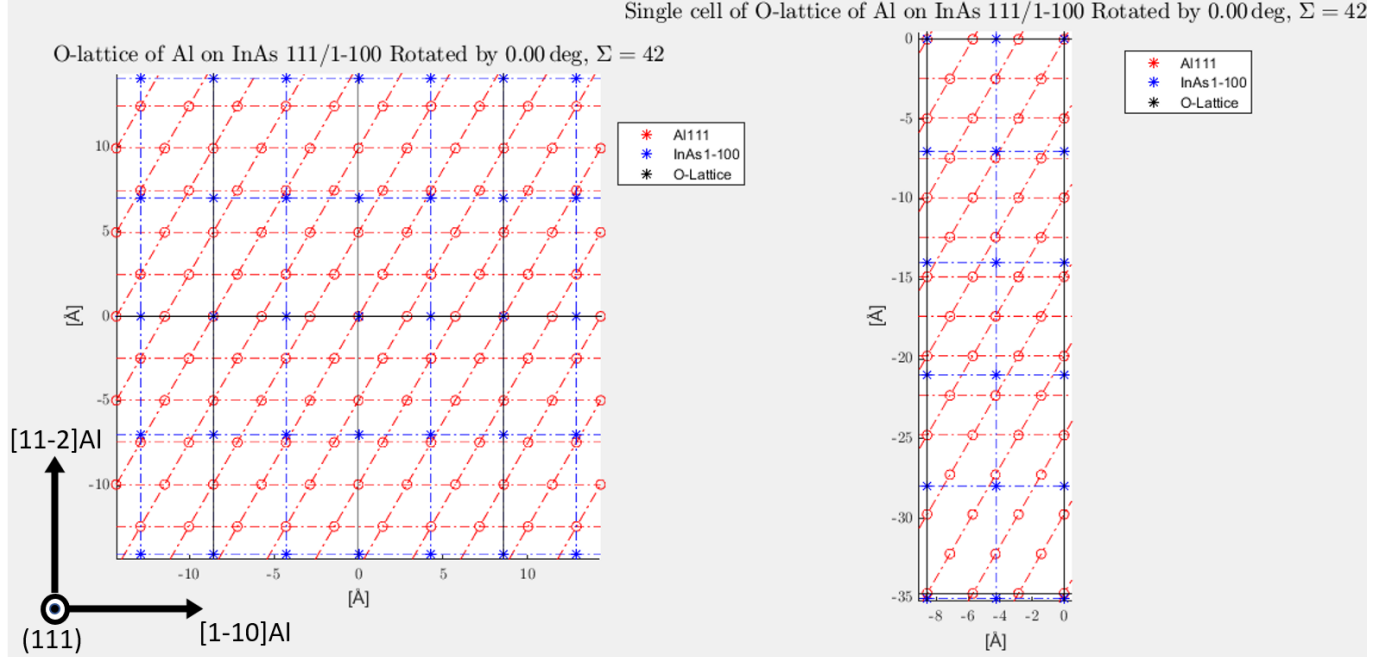 Single cell of O-lattice of Al on InAs 111/1-100 Rotated by 0.00 deg, Σ = 42
O-lattice of Al on InAs 111/1-100 Rotated by 0.00 deg, Σ = 42
Al111
InAs1-100
O-Lattice
10
5
0
-5
-10
[Å]
-10
-5
0
5
10
[Å]
[11-2]Al
(111)
[1-10]Al
0
-5
-10
-15
-20
-25
-30
-35
[Å]
-8
-6
-4
-2
0
[Å]
Al111
InAs1-100
O-Lattice